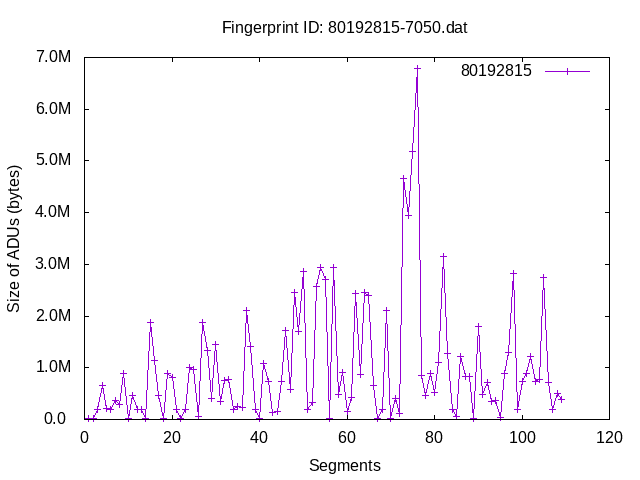 Fingerprint ID: 80192815-7050.dat
7.0M
80192815
6.0M
5.0M
4.0M
3.0M
2.0M
1.0M
0.0
Size of ADUs (bytes)
0 20 40 60 80 100 120
Segments